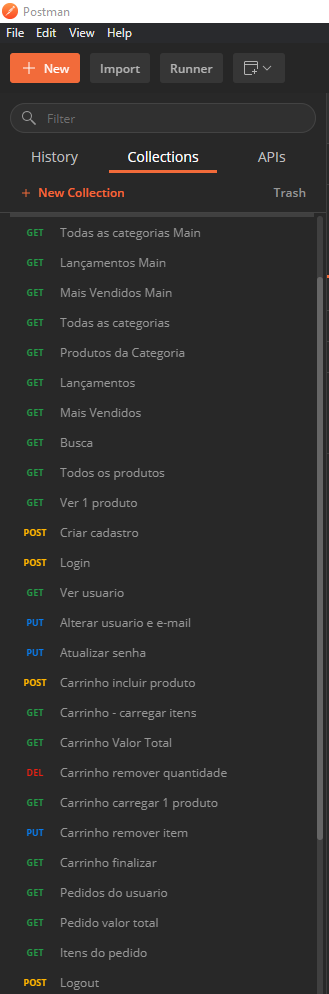 Postman
File Edit View Help
+ New Import Runner
Filter
History Collections APIs
+ New Collection Trash
GET Todas as categorias Main
GET Lançamentos Main
GET Mais Vendidos Main
GET Todas as categorias
GET Produtos da Categoria
GET Lançamentos
GET Mais Vendidos
GET Busca
GET Todos os produtos
GET Ver 1 produto
POST Criar cadastro
POST Login
GET Ver usuario
PUT Alterar usuario e e-mail
PUT Atualizar senha
POST Carrinho incluir produto
GET Carrinho - carregar itens
GET Carrinho Valor Total
DEL Carrinho remover quantidade
GET Carrinho carregar 1 produto
PUT Carrinho remover item
GET Carrinho finalizar
GET Pedidos do usuario
GET Pedido valor total
GET Itens do pedido
POST Logout